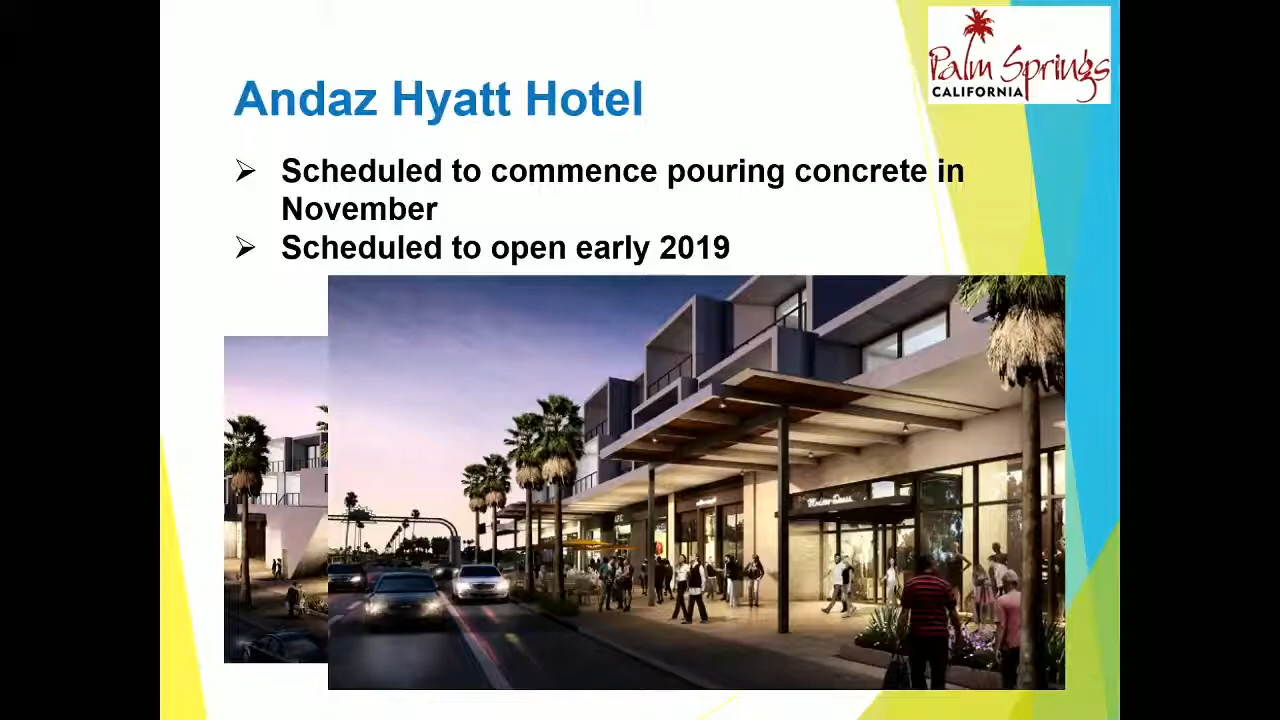 Palm Springs
CALIFORNIA
Andaz Hyatt Hotel
Scheduled to commence pouring concrete in
November
Scheduled to open early 2019